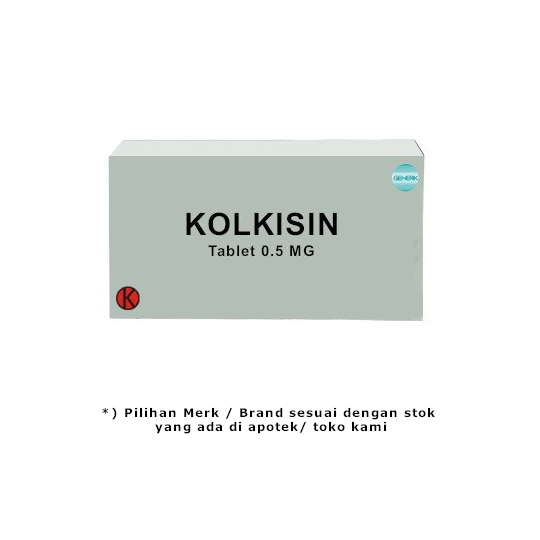 GENERIK
KOLKISIN
Tablet 0.5 MG
K
*) Pilihan Merk / Brand sesuai dengan stok
yang ada di apotek/ toko kami